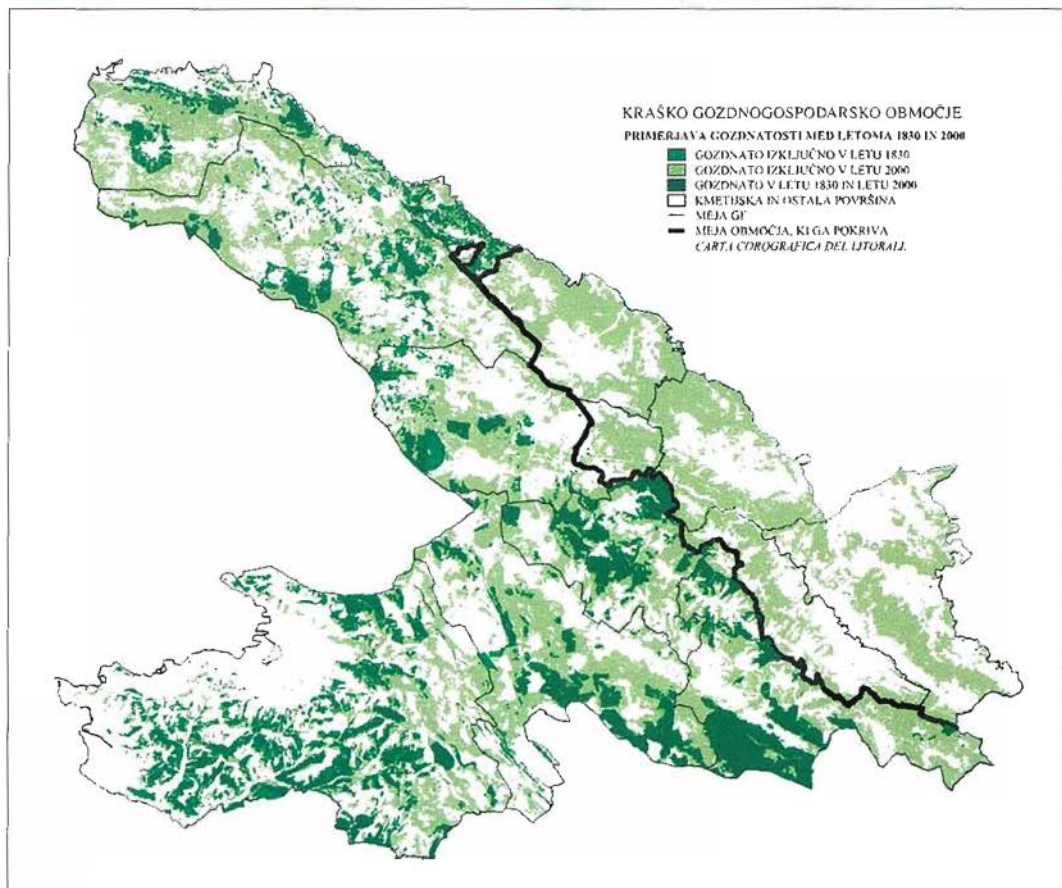 KRAŠKO GOZDNOGOSPODARSKO OBMOČJE
PRIMERJAVA GOZDNATOSTI MED LETOMA 1830 IN 2000
GOZDNATO IZKLJUČNO V LETU 1830
GOZDNATO IZKLJUČNO V LETU 2000
GOZDNATO V LETU 1830 IN LETU 2000
KMETIJSKA IN OSTALA POVRŠINA
MEJA GE
MEJA OBMOČJA, KI GA POKRIVA
CARTA COROGRAFICA DEL LITORALE